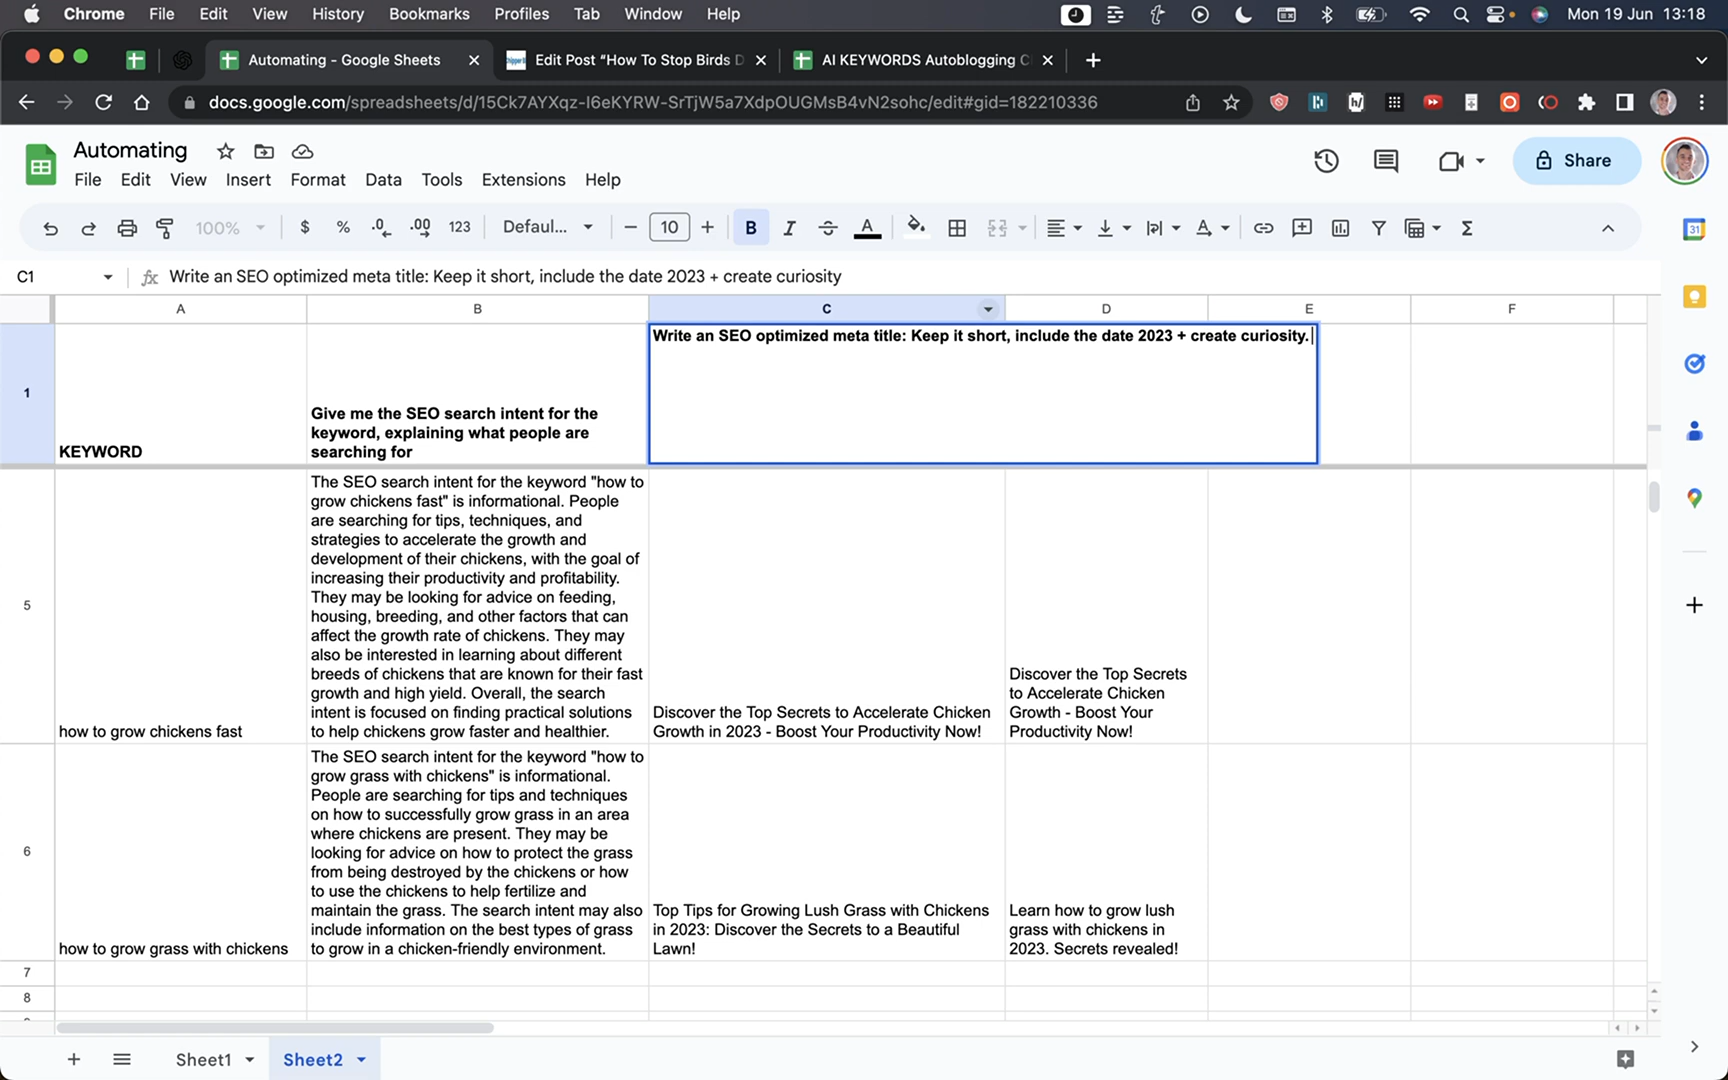 Chrome File Edit View History Bookmarks Profiles Tab Window Help Mon 19 Jun 13:18
Automating - Google Sheets Edit Post "How To Stop Birds D AI KEYWORDS Autoblogging C
docs.google.com/spreadsheets/d/15Ck7AYXqz-I6eKYRW-SrTjW5a7XdpOUGMsB4vN2sohc/edit#gid=182210336
Automating
File Edit View Insert Format Data Tools Extensions Help
Share
100% $ % .0 .00 123 Defaul... 10 B I A
C1 fx Write an SEO optimized meta title: Keep it short, include the date 2023 + create curiosity
A B C D E F
1
KEYWORD
Give me the SEO search intent for the
keyword, explaining what people are
searching for
Write an SEO optimized meta title: Keep it short, include the date 2023 + create curiosity.
5
how to grow chickens fast
The SEO search intent for the keyword "how to
grow chickens fast" is informational. People
are searching for tips, techniques, and
strategies to accelerate the growth and
development of their chickens, with the goal of
increasing their productivity and profitability.
They may be looking for advice on feeding,
housing, breeding, and other factors that can
affect the growth rate of chickens. They may
also be interested in learning about different
breeds of chickens that are known for their fast
growth and high yield. Overall, the search
intent is focused on finding practical solutions
to help chickens grow faster and healthier.
Discover the Top Secrets to Accelerate Chicken
Growth in 2023 - Boost Your Productivity Now!
Discover the Top Secrets
to Accelerate Chicken
Growth - Boost Your
Productivity Now!
6
how to grow grass with chickens
The SEO search intent for the keyword "how to
grow grass with chickens" is informational.
People are searching for tips and techniques
on how to successfully grow grass in an area
where chickens are present. They may be
looking for advice on how to protect the grass
from being destroyed by the chickens or how
to use the chickens to help fertilize and
maintain the grass. The search intent may also
include information on the best types of grass
to grow in a chicken-friendly environment.
Top Tips for Growing Lush Grass with Chickens
in 2023: Discover the Secrets to a Beautiful
Lawn!
Learn how to grow lush
grass with chickens in
2023. Secrets revealed!
7
8
Sheet1 Sheet2
31